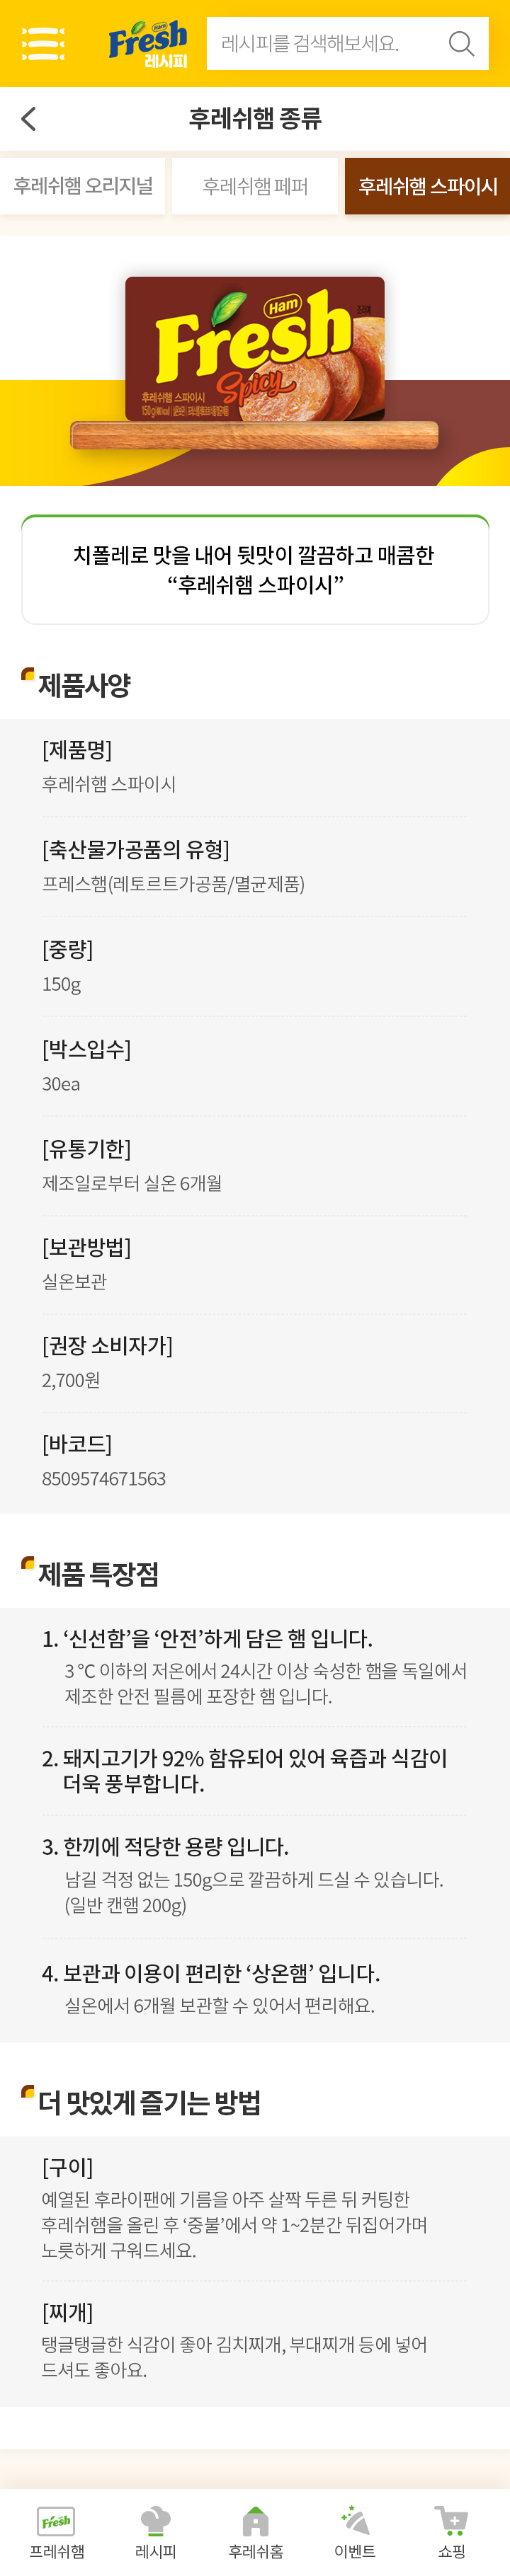 Fresh
레시피
레시피를 검색해보세요.
후레쉬햄 종류
후레쉬햄 오리지널
후레쉬햄 페퍼
후레쉬햄 스파이시
Ham
Fresh
Spicy
후레쉬햄 스파이시
150g
치폴레로 맛을 내어 뒷맛이 깔끔하고 매콤한
“후레쉬햄 스파이시”
제품사양
[제품명]
후레쉬햄 스파이시
[축산물가공품의 유형]
프레스햄(레토르트가공품/멸균제품)
[중량]
150g
[박스입수]
30ea
[유통기한]
제조일로부터 실온 6개월
[보관방법]
실온보관
[권장 소비자가]
2,700원
[바코드]
8509574671563
제품 특장점
1. ‘신선함’을 ‘안전’하게 담은 햄 입니다.
3 ℃ 이하의 저온에서 24시간 이상 숙성한 햄을 독일에서
제조한 안전 필름에 포장한 햄 입니다.
2. 돼지고기가 92% 함유되어 있어 육즙과 식감이
더욱 풍부합니다.
3. 한끼에 적당한 용량 입니다.
남길 걱정 없는 150g으로 깔끔하게 드실 수 있습니다.
(일반 캔햄 200g)
4. 보관과 이용이 편리한 ‘상온햄’ 입니다.
실온에서 6개월 보관할 수 있어서 편리해요.
더 맛있게 즐기는 방법
[구이]
예열된 후라이팬에 기름을 아주 살짝 두른 뒤 커팅한
후레쉬햄을 올린 후 ‘중불’에서 약 1~2분간 뒤집어가며
노릇하게 구워드세요.
[찌개]
탱글탱글한 식감이 좋아 김치찌개, 부대찌개 등에 넣어
드셔도 좋아요.
Fresh
프레쉬햄
레시피
후레쉬홈
이벤트
쇼핑